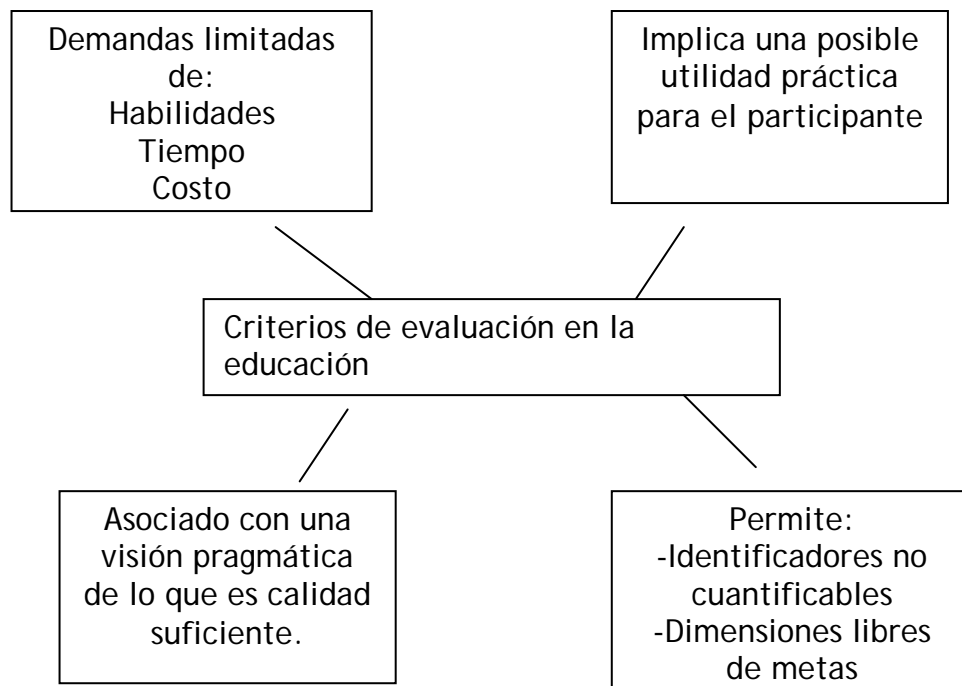 Demandas limitadas
de:
Habilidades
Tiempo
Costo
Implica una posible
utilidad práctica
para el participante
Criterios de evaluación en la
educación
Asociado con una
visión pragmática
de lo que es calidad
suficiente.
Permite:
-Identificadores no
cuantificables
-Dimensiones libres
de metas